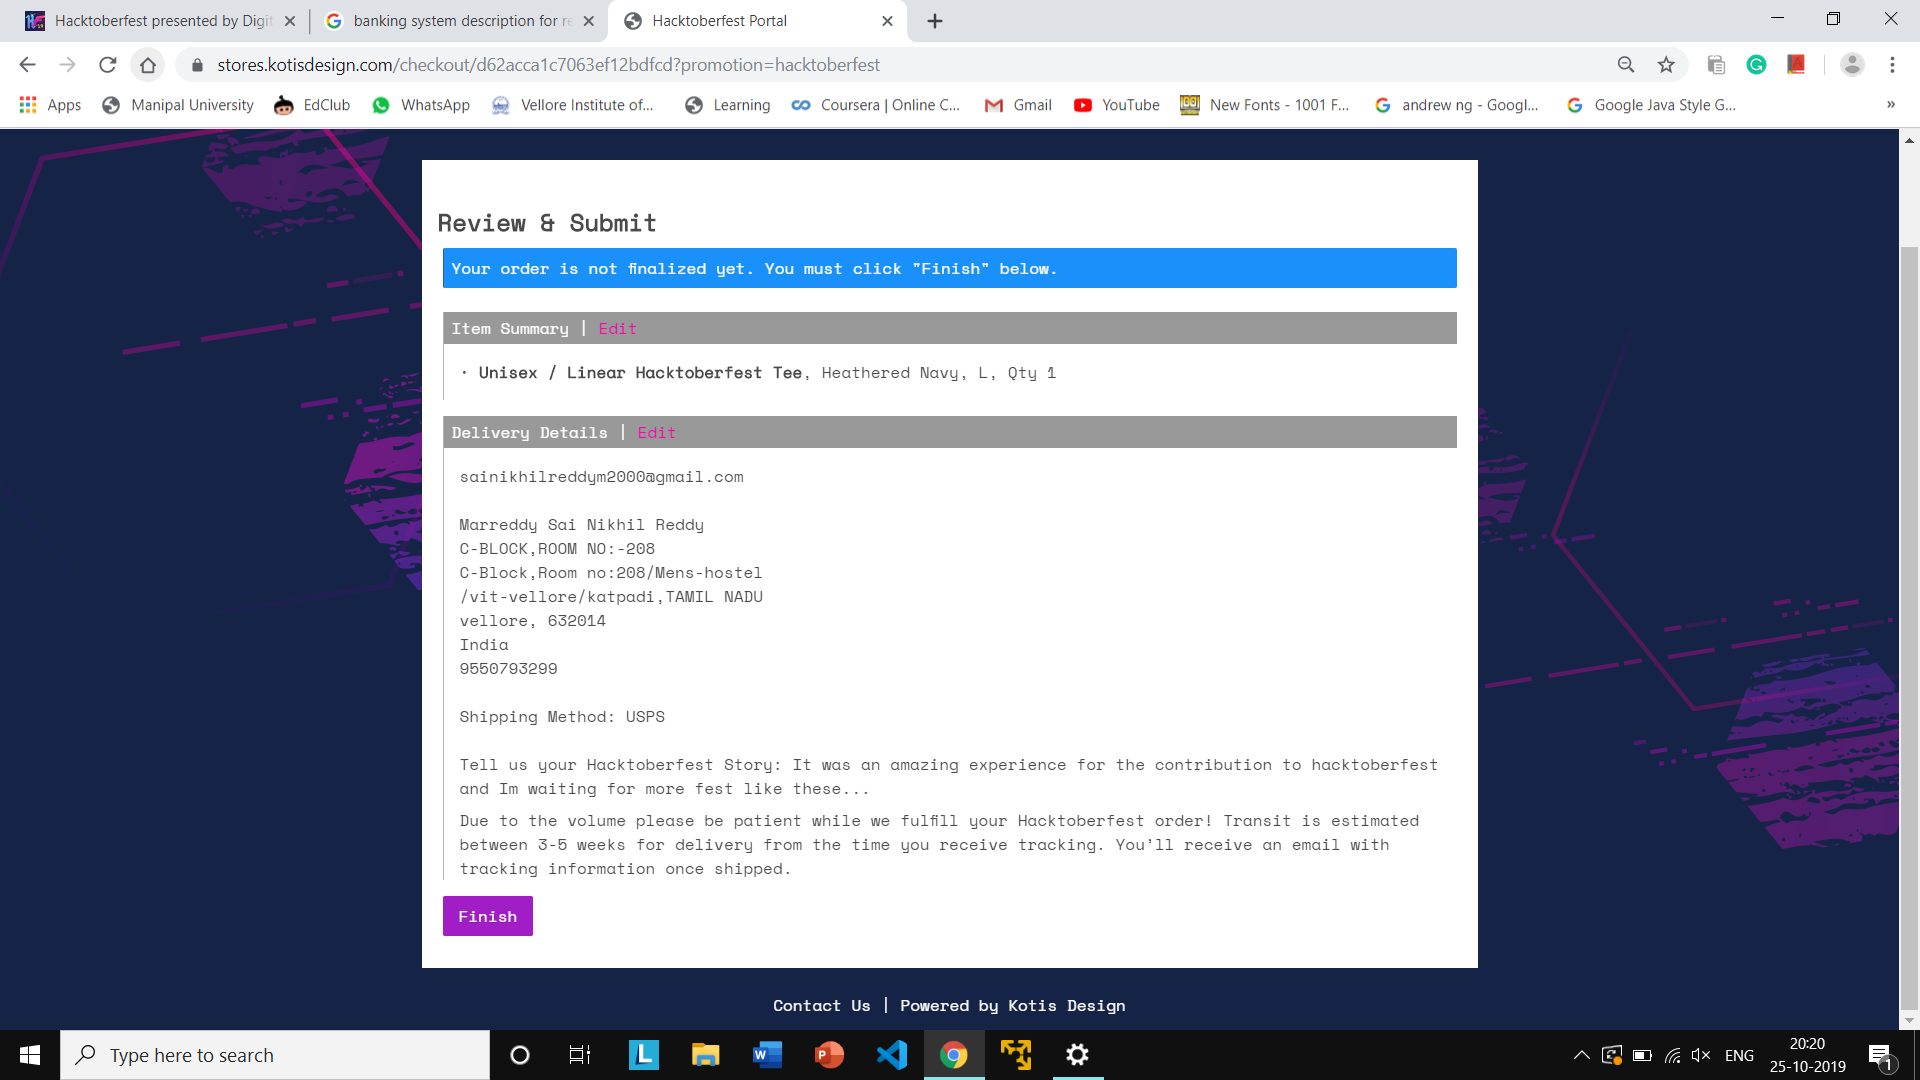 Hacktoberfest presented by Digit
banking system description for re
Hacktoberfest Portal
stores.kotisdesign.com/checkout/d62acca1c7063ef12bdfcd?promotion=hacktoberfest
Apps Manipal University EdClub WhatsApp Vellore Institute of... Learning Coursera | Online C... Gmail YouTube New Fonts - 1001 F... andrew ng - Googl... Google Java Style G... »
Review & Submit
Your order is not finalized yet. You must click "Finish" below.
Item Summary | Edit
· Unisex / Linear Hacktoberfest Tee, Heathered Navy, L, Qty 1
Delivery Details | Edit
sainikhilreddym2000@gmail.com
Marreddy Sai Nikhil Reddy
C-BLOCK,ROOM NO:-208
C-Block,Room no:208/Mens-hostel
/vit-vellore/katpadi,TAMIL NADU
vellore, 632014
India
9550793299
Shipping Method: USPS
Tell us your Hacktoberfest Story: It was an amazing experience for the contribution to hacktoberfest
and Im waiting for more fest like these...
Due to the volume please be patient while we fulfill your Hacktoberfest order! Transit is estimated
between 3-5 weeks for delivery from the time you receive tracking. You’ll receive an email with
tracking information once shipped.
Finish
Contact Us | Powered by Kotis Design
Type here to search
ENG
20:20
25-10-2019
1